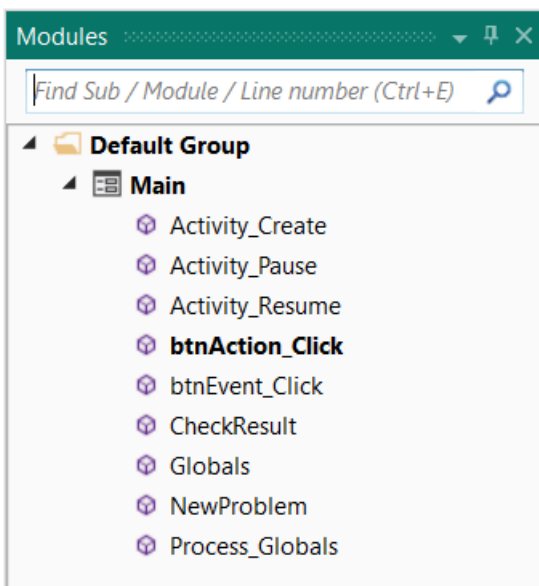 Modules
Find Sub / Module / Line number (Ctrl+E)
Default Group
Main
Activity_Create
Activity_Pause
Activity_Resume
btnAction_Click
btnEvent_Click
CheckResult
Globals
NewProblem
Process_Globals